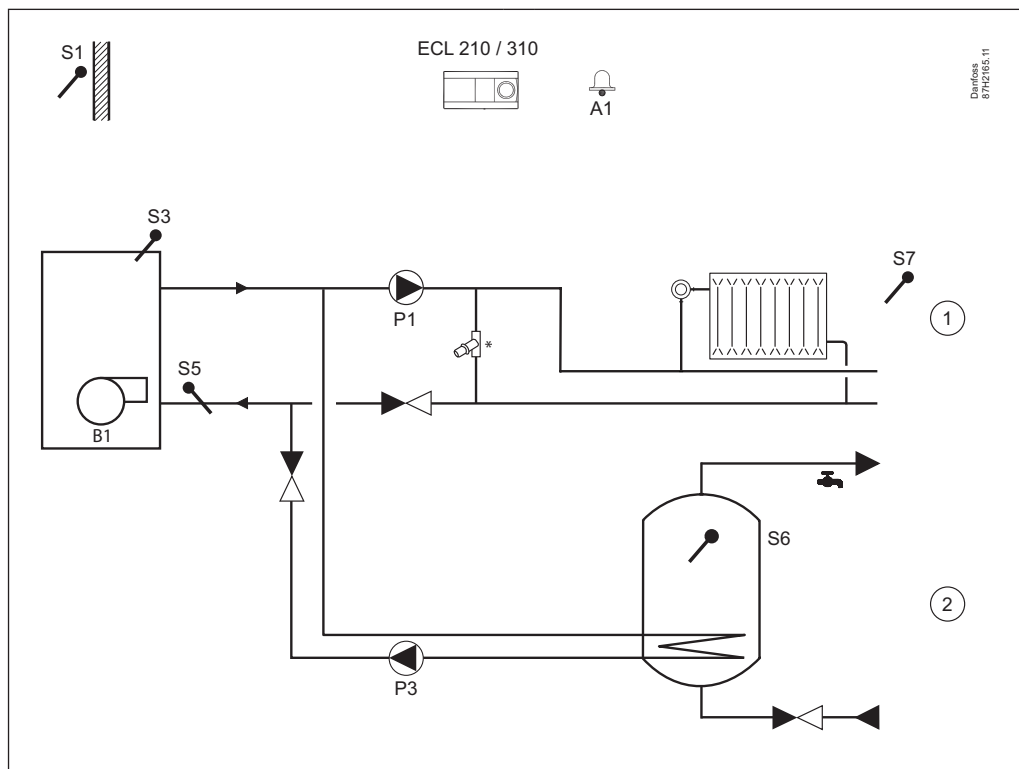 S1
ECL 210 / 310
A1
Danfoss
87H2165.11
S3
S7
P1
*
1
S5
B1
S6
2
P3